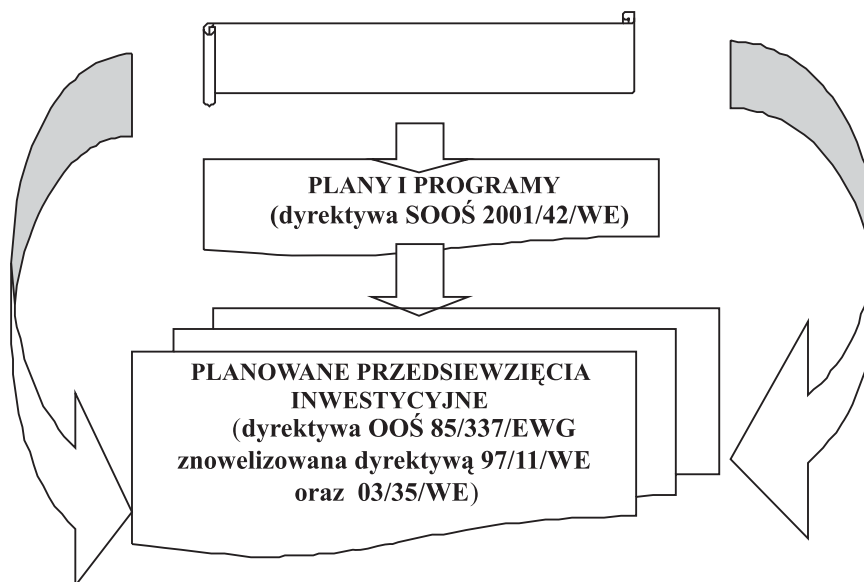 PLANY I PROGRAMY
(dyrektywa SOOŚ 2001/42/WE)
PLANOWANE PRZEDSIEWZIĘCIA
INWESTYCYJNE
(dyrektywa OOŚ 85/337/EWG
znowelizowana dyrektywą 97/11/WE
oraz 03/35/WE)